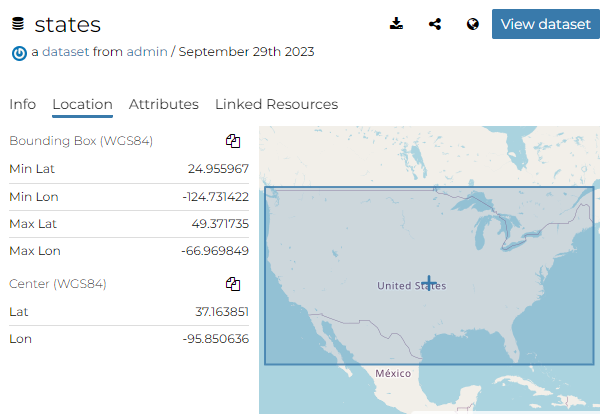 states
View dataset
a dataset from admin / September 29th 2023
Info Location Attributes Linked Resources
Bounding Box (WGS84)
Min Lat 24.955967
Min Lon -124.731422
Max Lat 49.371735
Max Lon -66.969849
Center (WGS84)
Lat 37.163851
Lon -95.850636
United States
México